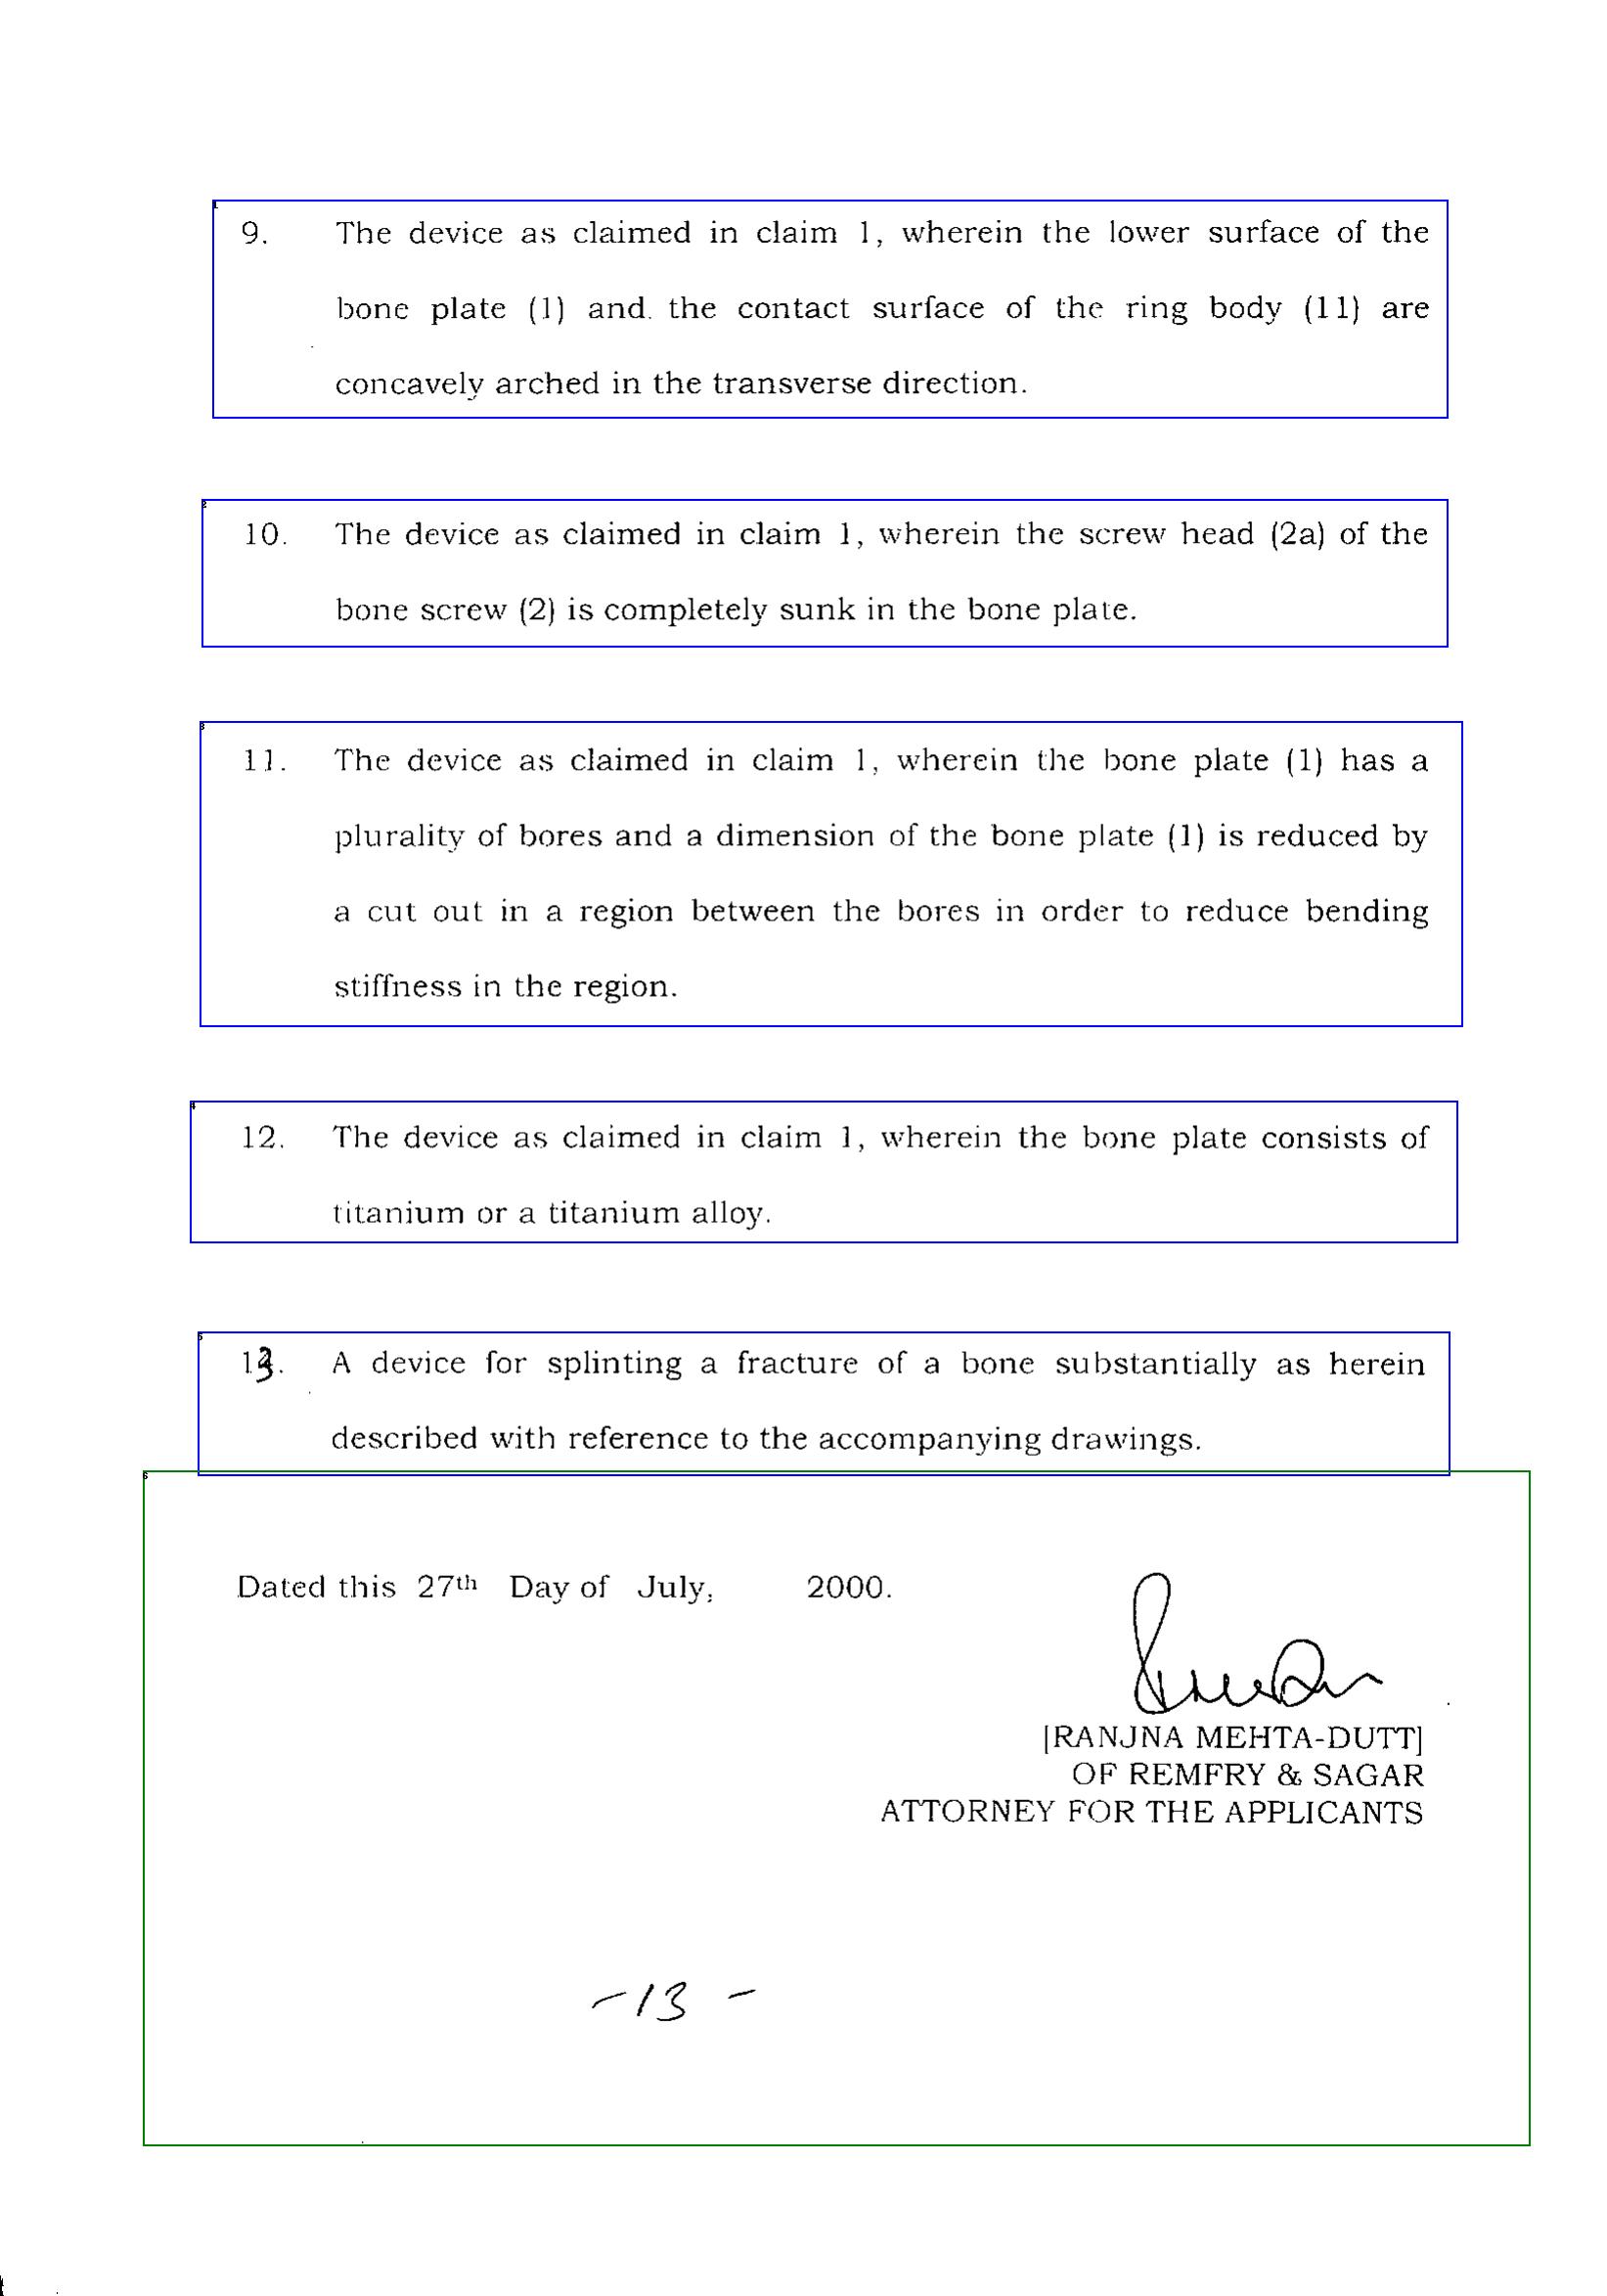 9. The device as claimed in claim 1, wherein the lower surface of the
bone plate (1) and the contact surface of the ring body (11) are
concavely arched in the transverse direction.
10. The device as claimed in claim 1, wherein the screw head (2a) of the
bone screw (2) is completely sunk in the bone plate.
11. The device as claimed in claim 1, wherein the bone plate (1) has a
plurality of bores and a dimension of the bone plate (1) is reduced by
a cut out in a region between the bores in order to reduce bending
stiffness in the region.
12. The device as claimed in claim 1, wherein the bone plate consists of
titanium or a titanium alloy.
13. A device for splinting a fracture of a bone substantially as herein
described with reference to the accompanying drawings.
Dated this 27th Day of July, 2000.
[RANJNA MEHTA-DUTT]
OF REMFRY & SAGAR
ATTORNEY FOR THE APPLICANTS
-13-